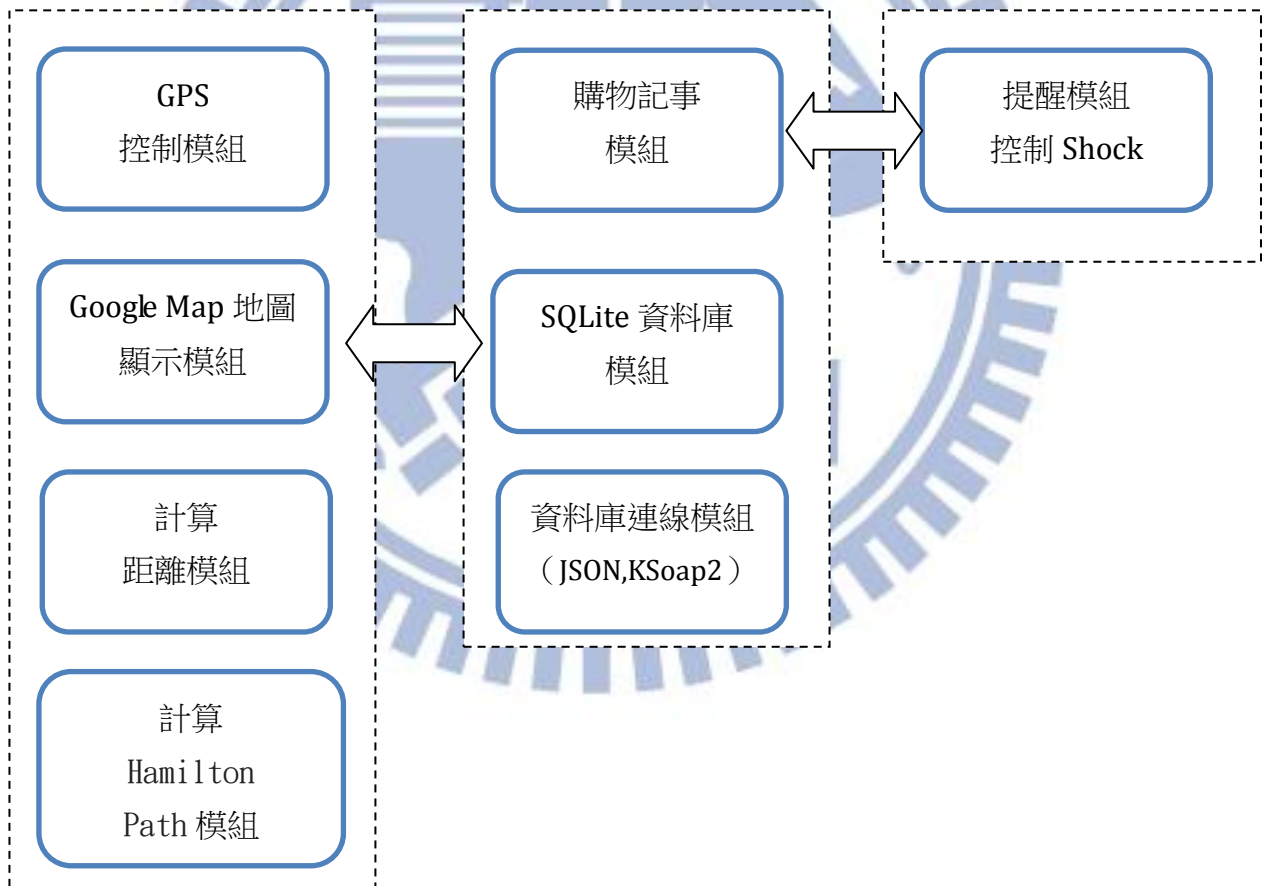 GPS
控制模組
Google Map 地圖
顯示模組
計算
距離模組
計算
Hamilton
Path 模組
購物記事
模組
SQLite 資料庫
模組
資料庫連線模組
（JSON,KSoap2）
提醒模組
控制 Shock